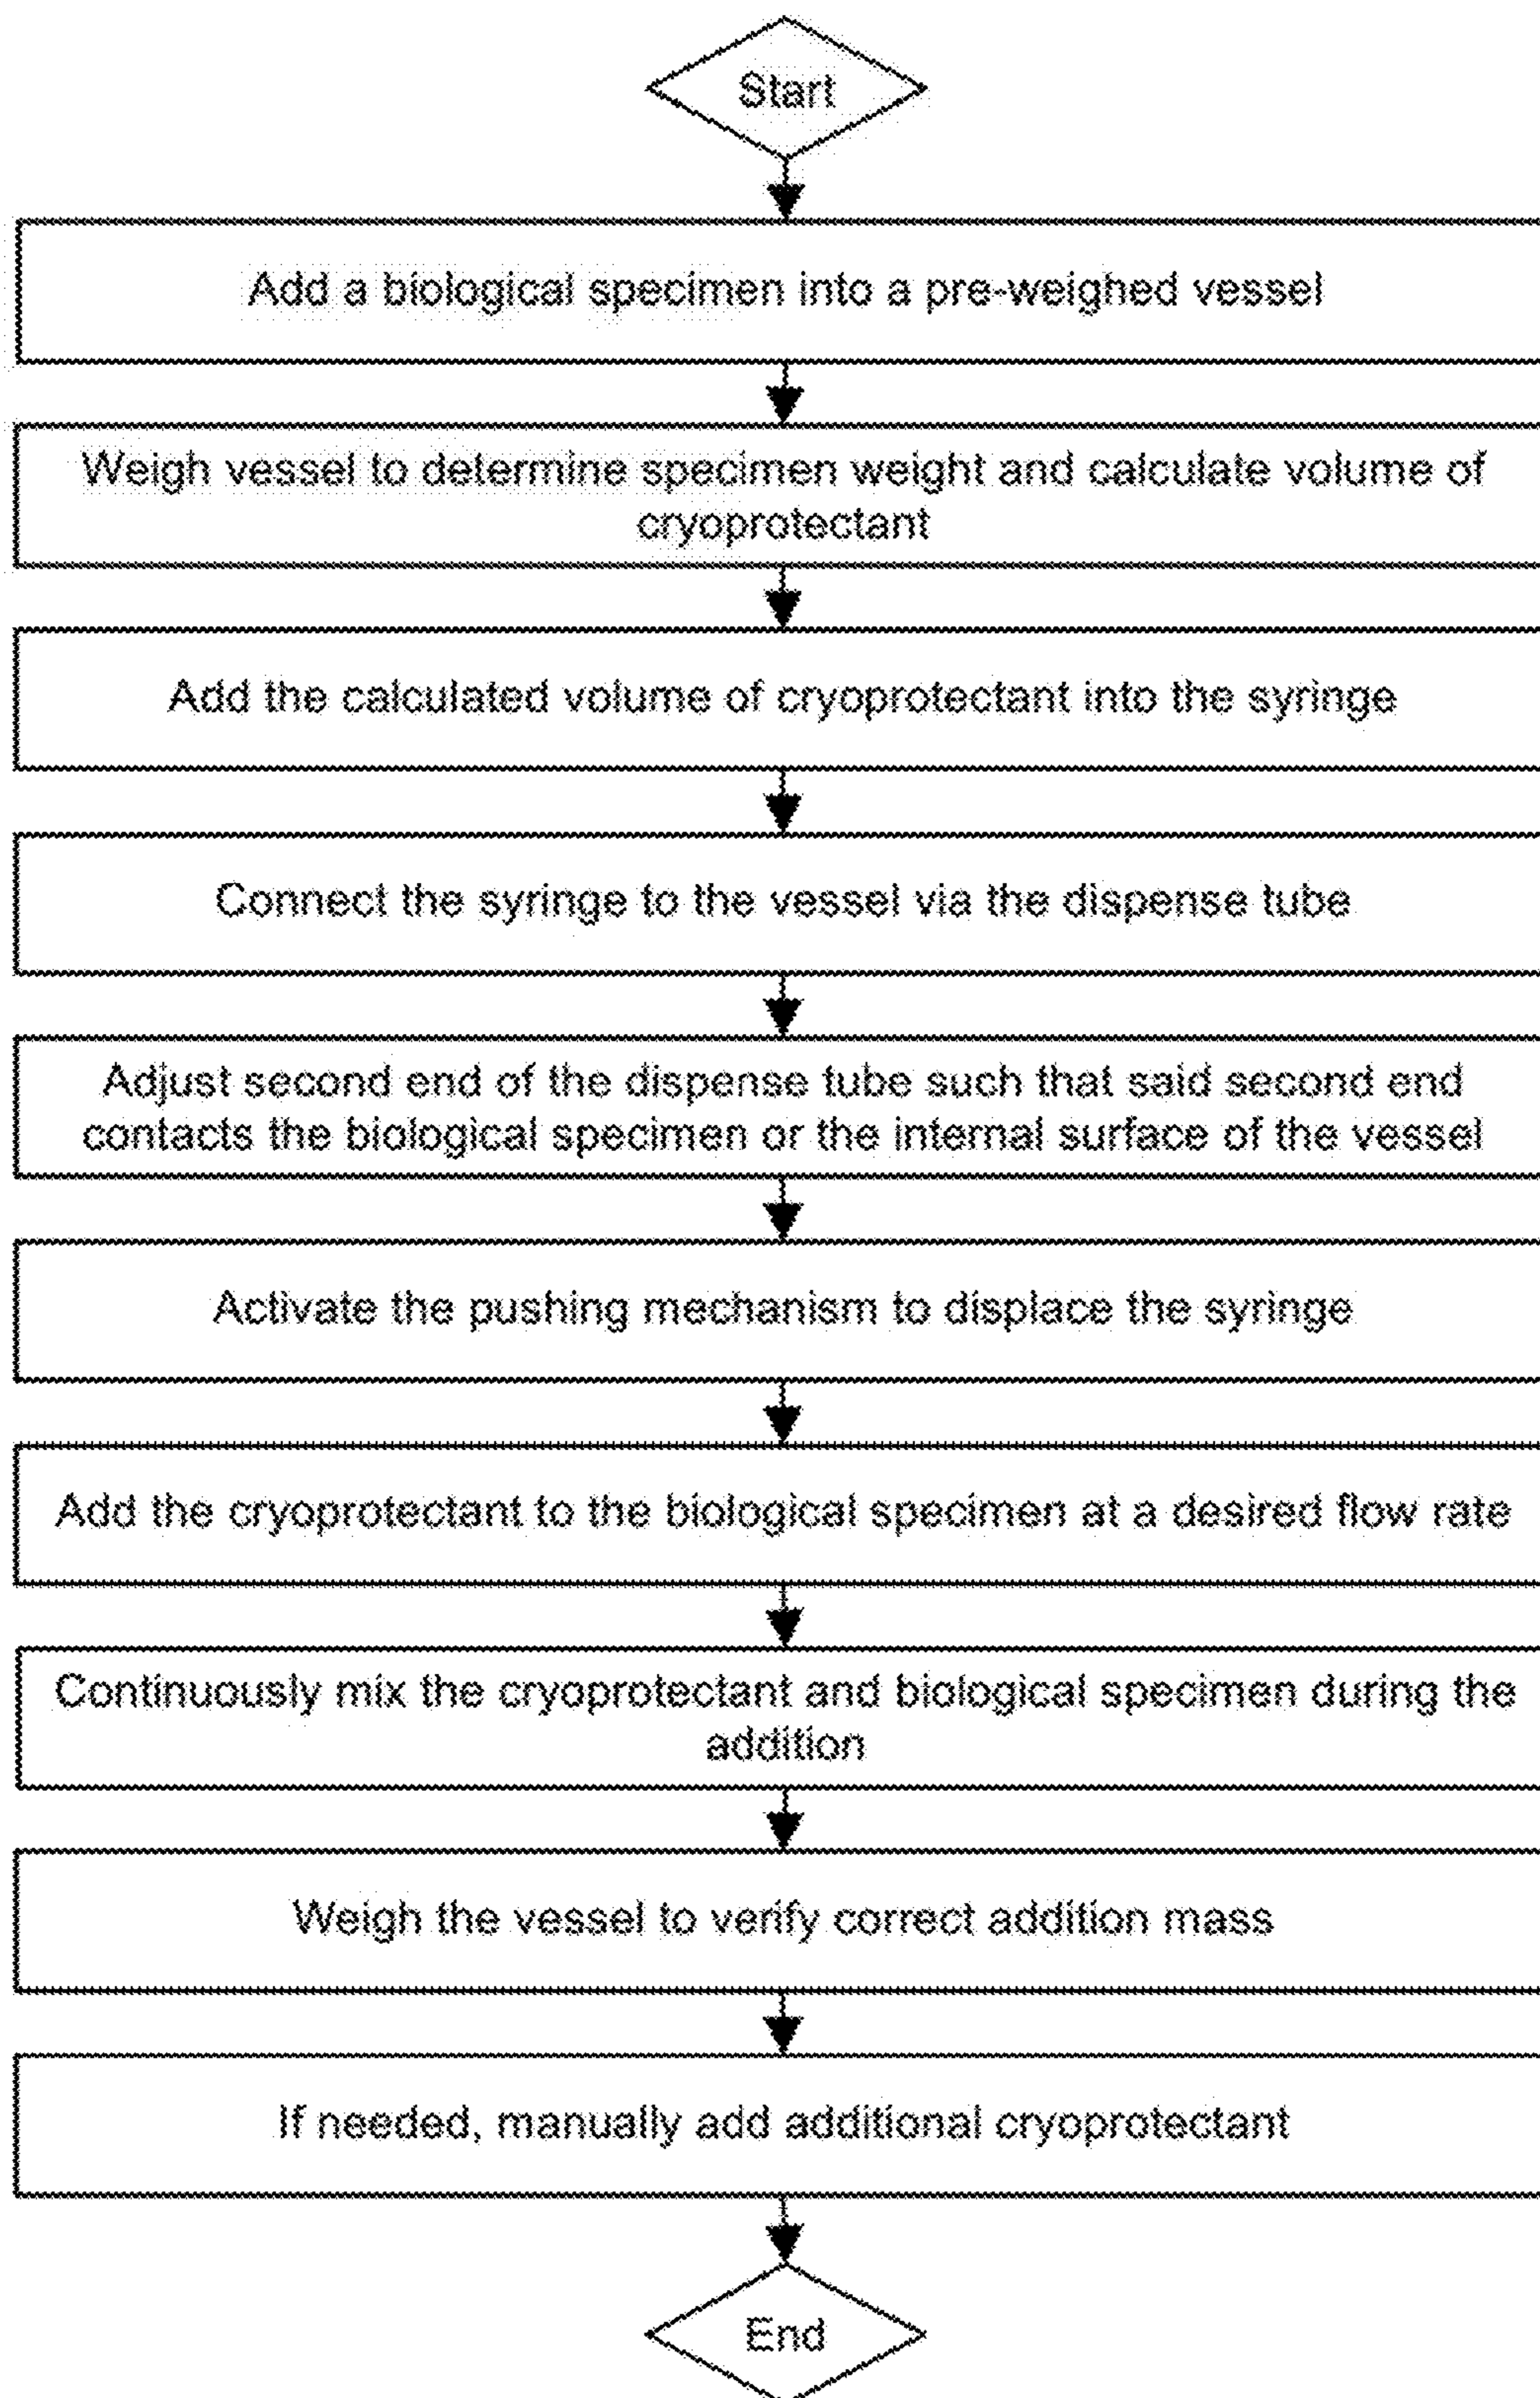 Start
Add a biological specimen into a pre-weighed vessel
Weigh vessel to determine specimen weight and calculate volume of
cryoprotectant
Add the calculated volume of cryoprotectant into the syringe
Connect the syringe to the vessel via the dispense tube
Adjust second end of the dispense tube such that said second end
contacts the biological specimen or the internal surface of the vessel
Activate the pushing mechanism to displace the syringe
Add the cryoprotectant to the biological specimen at a desired flow rate
Continuously mix the cryoprotectant and biological specimen during the
addition
Weigh the vessel to verify correct addition mass
If needed, manually add additional cryoprotectant
End